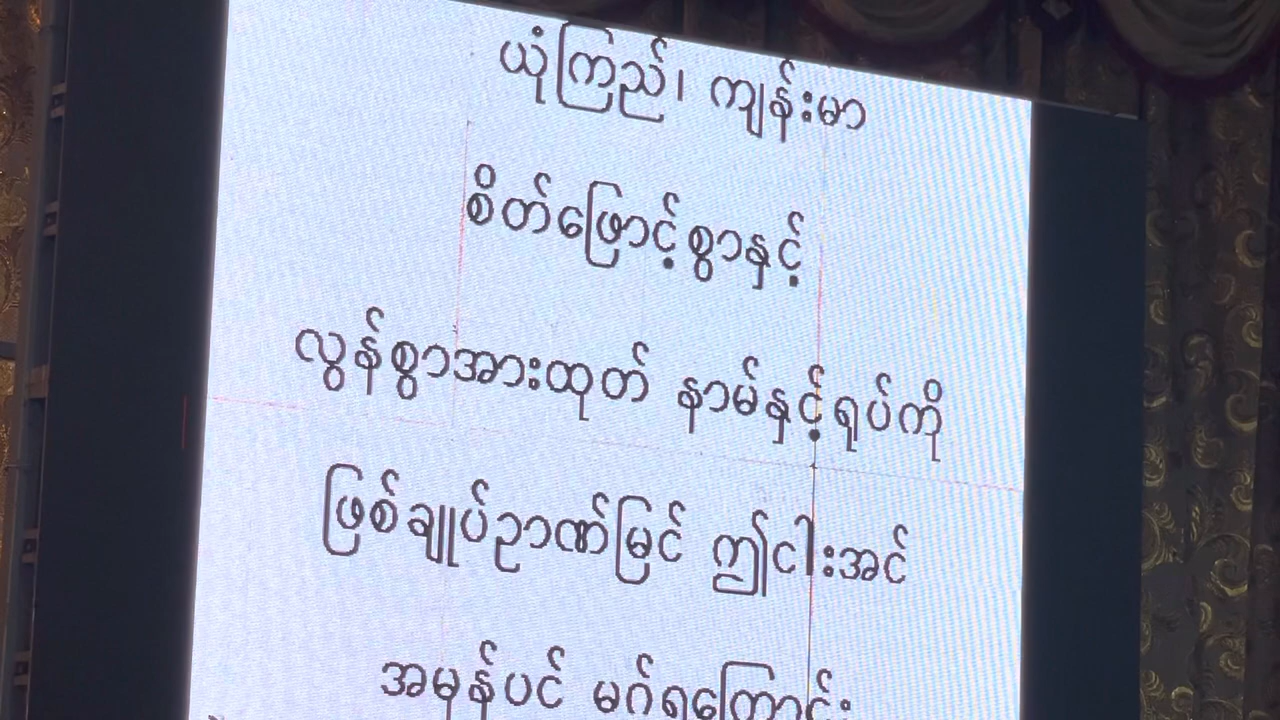 ယုံကြည်၊ ကျန်းမာ
စိတ်ဖြောင့်စွာနှင့်
လွန်စွာအားထုတ် နာမ်နှင့်ရုပ်ကို
ဖြစ်ချုပ်ဉာဏ်မြင် ဤငါးအင်
အမှန်ပင် မဂ်ရကြောင်း